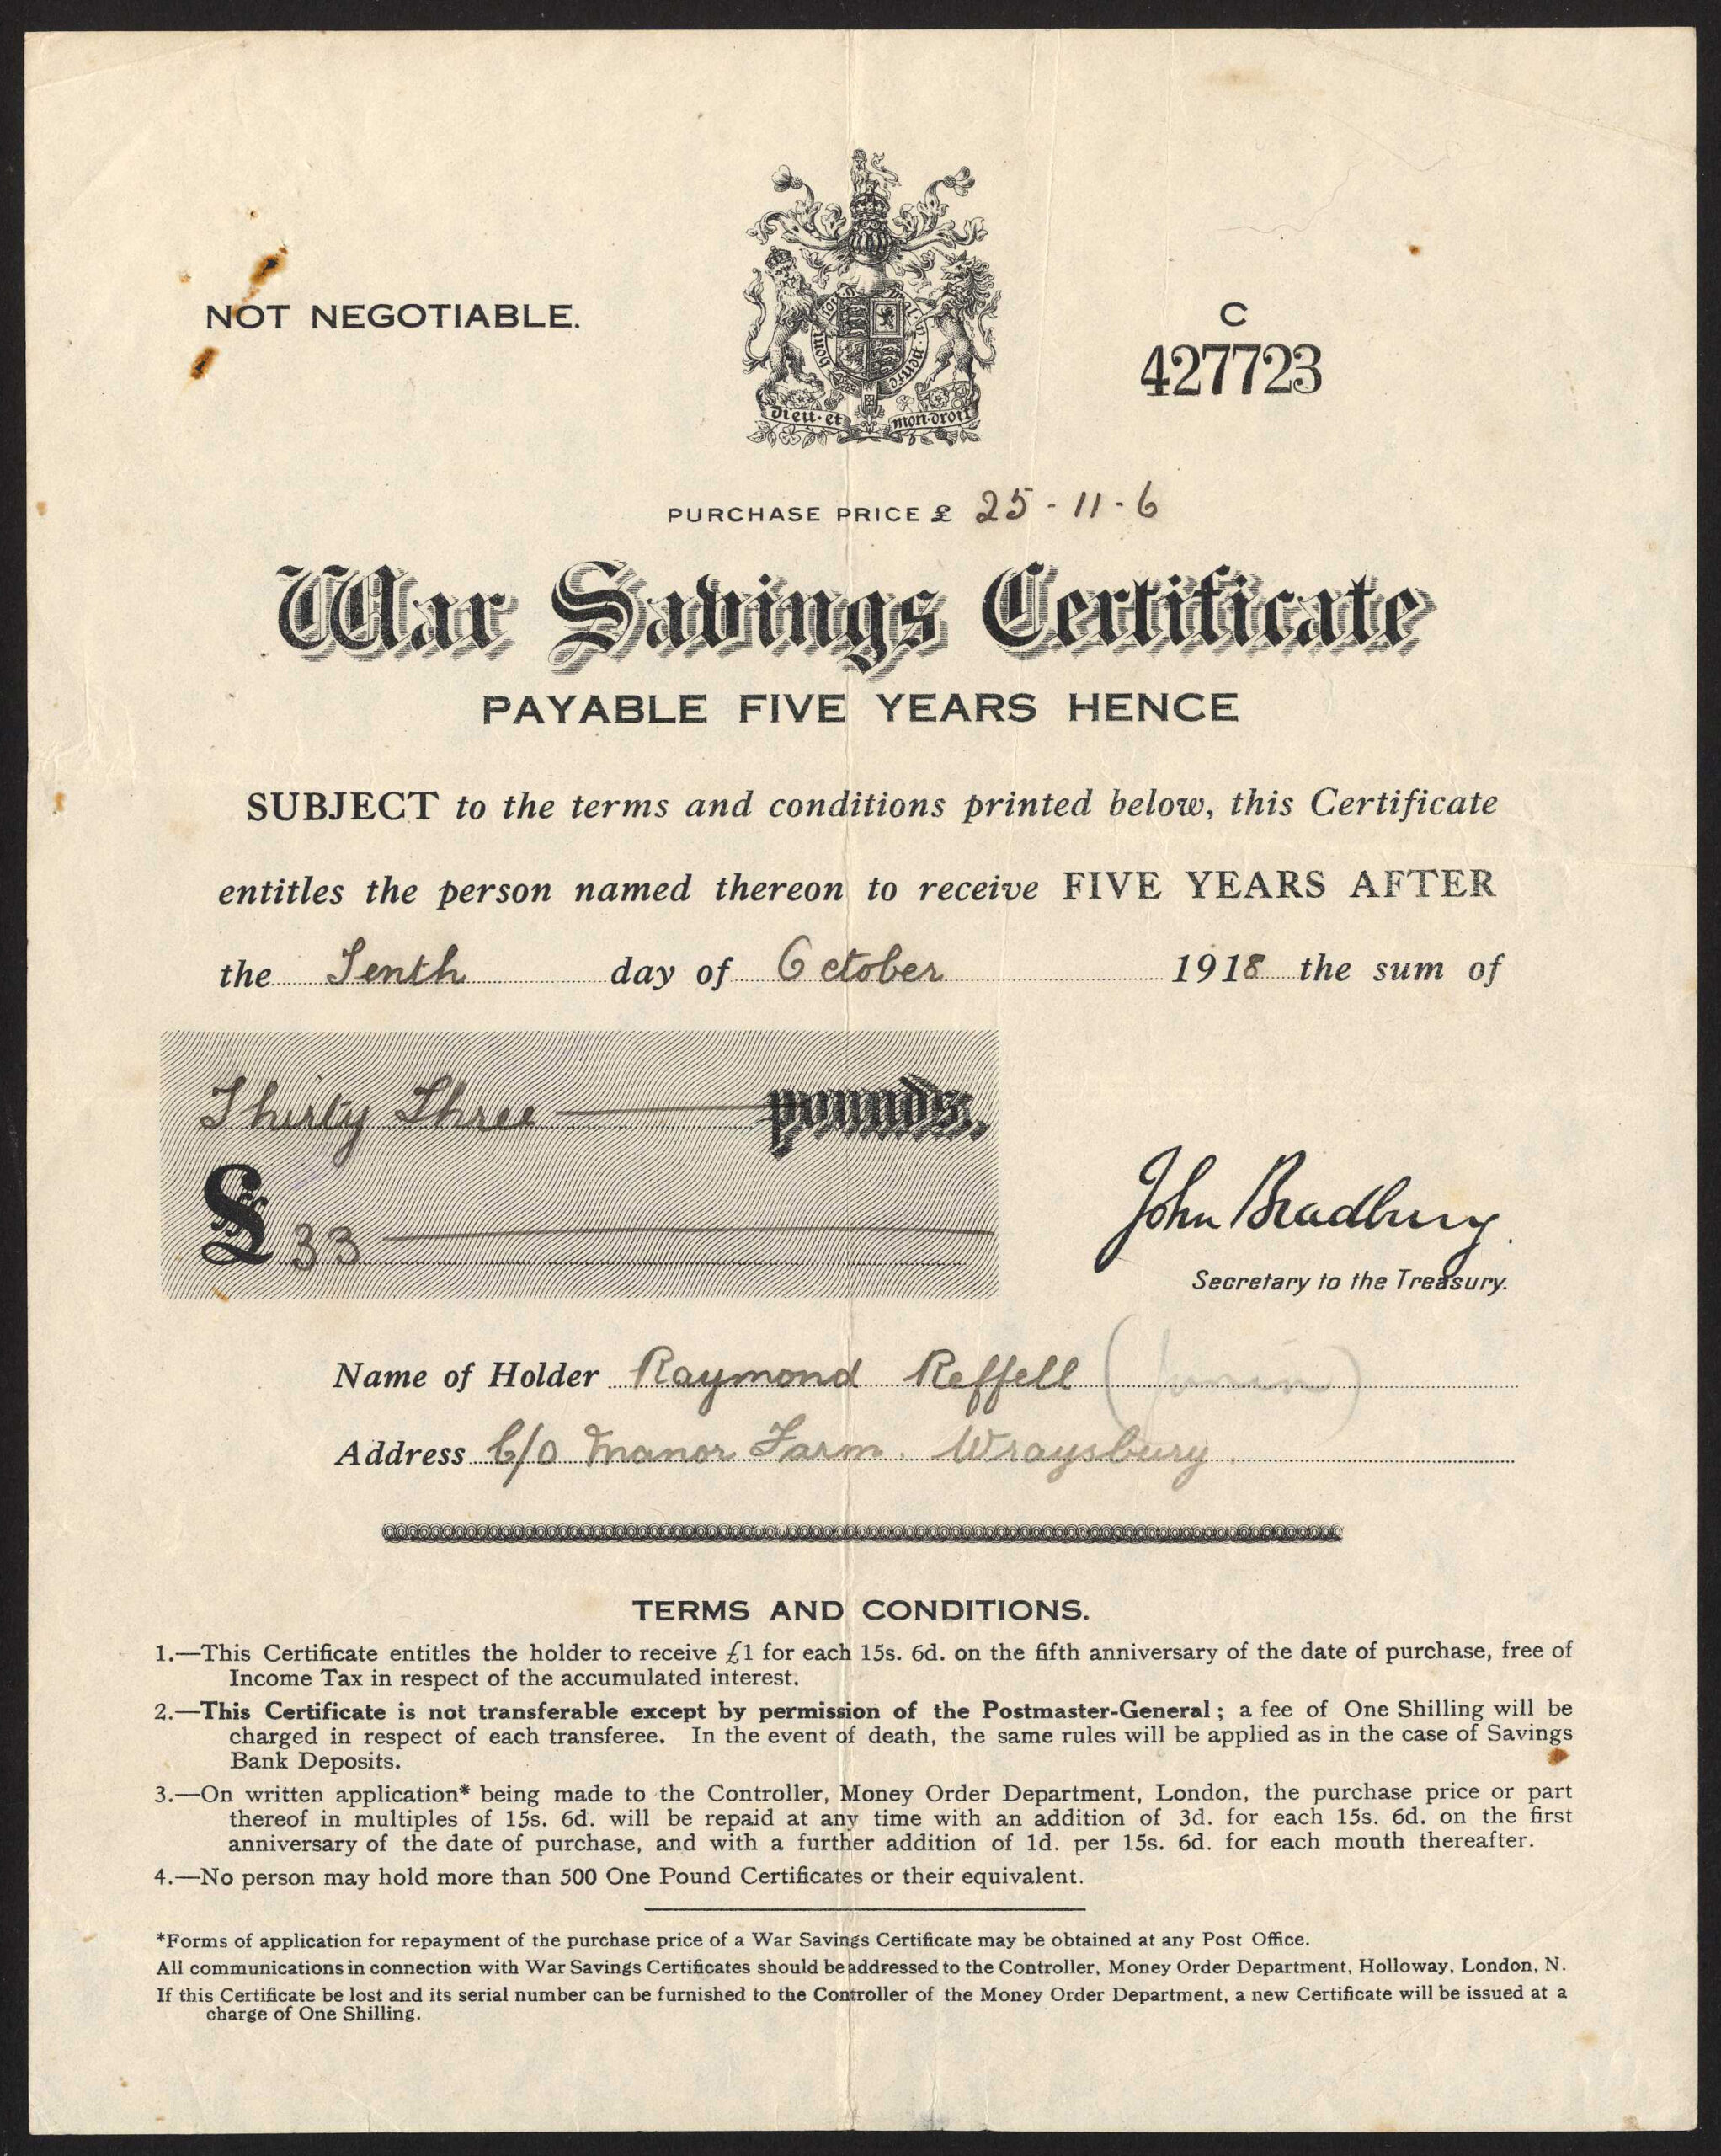 NOT NEGOTIABLE.
C
427723
honi soit qui mal y pense
Dieu·et mon·droit
PURCHASE PRICE £ 25 - 11 - 6
War Savings Certificate
PAYABLE FIVE YEARS HENCE
SUBJECT to the terms and conditions printed below, this Certificate
entitles the person named thereon to receive FIVE YEARS AFTER
the Tenth day of October 1918 the sum of
Thirty Three pounds.
£ 33
John Bradbury.
Secretary to the Treasury.
Name of Holder Raymond Reffell
Address C/o Manor Farm. Wraysbury.
TERMS AND CONDITIONS.
1.—This Certificate entitles the holder to receive £1 for each 15s. 6d. on the fifth anniversary of the date of purchase, free of
Income Tax in respect of the accumulated interest.
2.—This Certificate is not transferable except by permission of the Postmaster-General; a fee of One Shilling will be
charged in respect of each transferee. In the event of death, the same rules will be applied as in the case of Savings
Bank Deposits.
3.—On written application* being made to the Controller, Money Order Department, London, the purchase price or part
thereof in multiples of 15s. 6d. will be repaid at any time with an addition of 3d. for each 15s. 6d. on the first
anniversary of the date of purchase, and with a further addition of 1d. per 15s. 6d. for each month thereafter.
4.—No person may hold more than 500 One Pound Certificates or their equivalent.
*Forms of application for repayment of the purchase price of a War Savings Certificate may be obtained at any Post Office.
All communications in connection with War Savings Certificates should be addressed to the Controller, Money Order Department, Holloway, London, N.
If this Certificate be lost and its serial number can be furnished to the Controller of the Money Order Department, a new Certificate will be issued at a
charge of One Shilling.